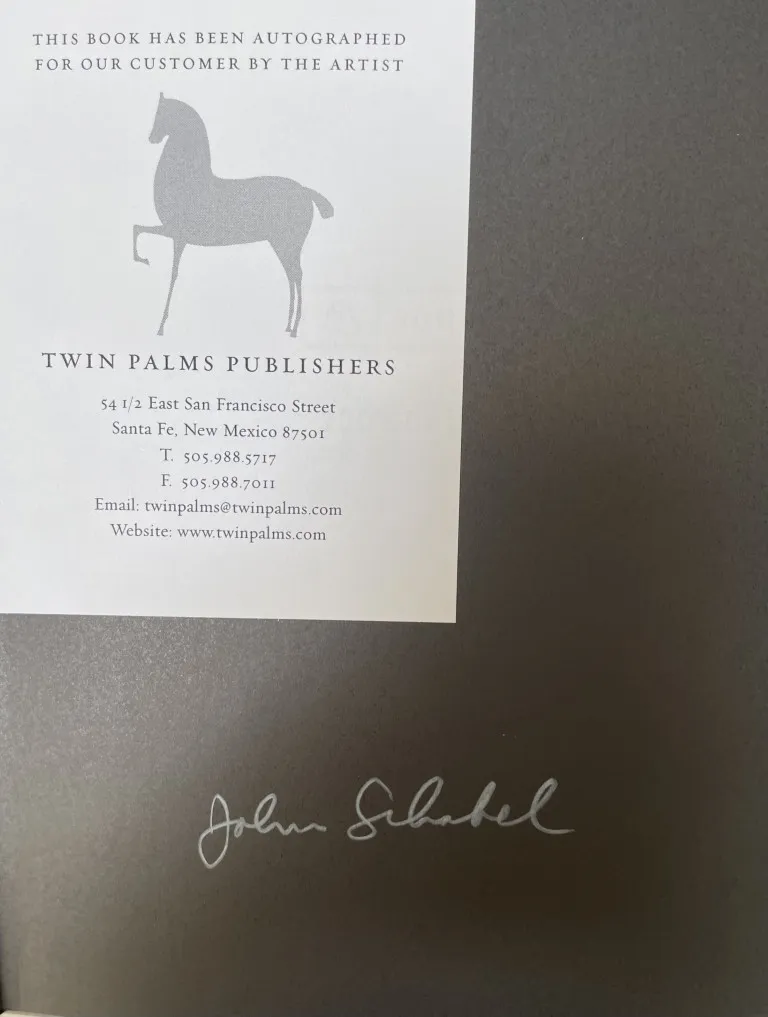 THIS BOOK HAS BEEN AUTOGRAPHED
FOR OUR CUSTOMER BY THE ARTIST
TWIN PALMS PUBLISHERS
54 1/2 East San Francisco Street
Santa Fe, New Mexico 87501
T. 505.988.5717
F. 505.988.7011
Email: twinpalms@twinpalms.com
Website: www.twinpalms.com
John Schabel